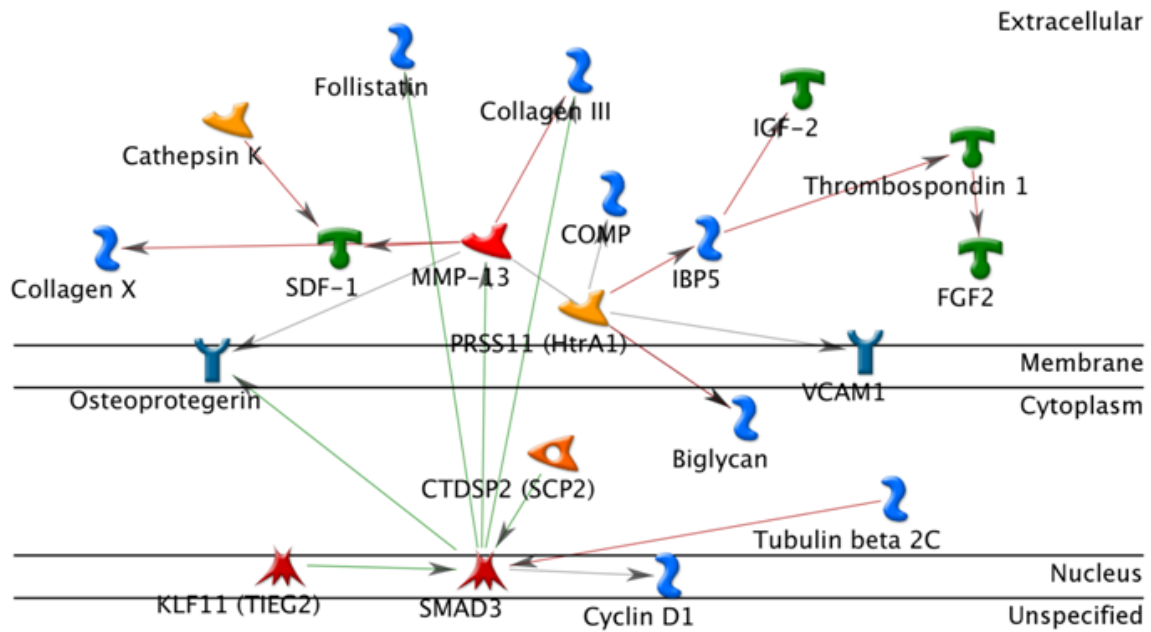 Extracellular
Follistatin
Collagen III
IGF-2
Cathepsin K
Thrombospondin 1
COMP
Collagen X
SDF-1
MMP-13
IBP5
FGF2
PRSS11 (HtrA1)
Membrane
Osteoprotegerin
VCAM1
Cytoplasm
Biglycan
CTDSP2 (SCP2)
Tubulin beta 2C
Nucleus
KLF11 (TIEG2)
SMAD3
Cyclin D1
Unspecified